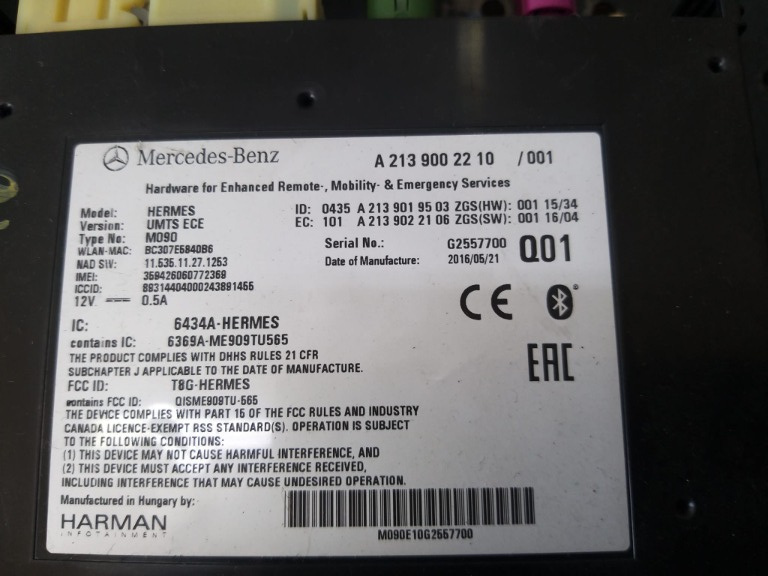 Mercedes-Benz A 213 900 22 10 /001
Hardware for Enhanced Remote-, Mobility- & Emergency Services
Model: HERMES ID: 0435 A 213 901 95 03 ZGS(HW): 001 15/34
Version: UMTS ECE EC: 101 A 213 902 21 06 ZGS(SW): 001 16/04
Type No: M090 Serial No.: G2557700 Q01
WLAN-MAC: BC307E5840B6
NAD SW: 11.535.11.27.1253 Date of Manufacture: 2016/05/21
IMEI: 359426060772369
ICCID: 89314404000243891455
12V 0.5A
CE
IC: 6434A-HERMES
contains IC: 6369A-ME909TU565
EAC
THE PRODUCT COMPLIES WITH DHHS RULES 21 CFR
SUBCHAPTER J APPLICABLE TO THE DATE OF MANUFACTURE.
FCC ID: T8G-HERMES
contains FCC ID: QISME909TU-565
THE DEVICE COMPLIES WITH PART 15 OF THE FCC RULES AND INDUSTRY
CANADA LICENCE-EXEMPT RSS STANDARD(S). OPERATION IS SUBJECT
TO THE FOLLOWING CONDITIONS:
(1) THIS DEVICE MAY NOT CAUSE HARMFUL INTERFERENCE, AND
(2) THIS DEVICE MUST ACCEPT ANY INTERFERENCE RECEIVED,
INCLUDING INTERFERENCE THAT MAY CAUSE UNDESIRED OPERATION.
Manufactured in Hungary by:
HARMAN
INFOTAINMENT
M090E10G2557700